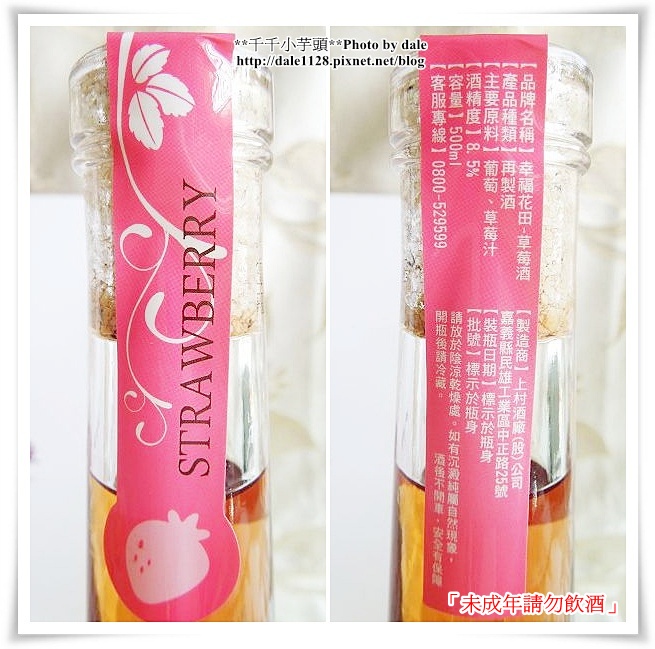 **千千小芋頭**Photo by dale
http://dale1128.pixnet.net/blog
STRAWBERRY
【品牌名稱】幸福花田-草莓酒
【產品種類】再製酒
【主要原料】葡萄、草莓汁
【酒精度】8.5%
【容量】500ml
【客服專線】0800-529599
【製造商】上村酒廠(股)公司
嘉義縣民雄工業區中正路25號
【裝瓶日期】標示於瓶身
【批號】標示於瓶身
請放於陰涼乾燥處。如有沉澱純屬自然現象，
開瓶後請冷藏。
酒後不開車，安全有保障
「未成年請勿飲酒」